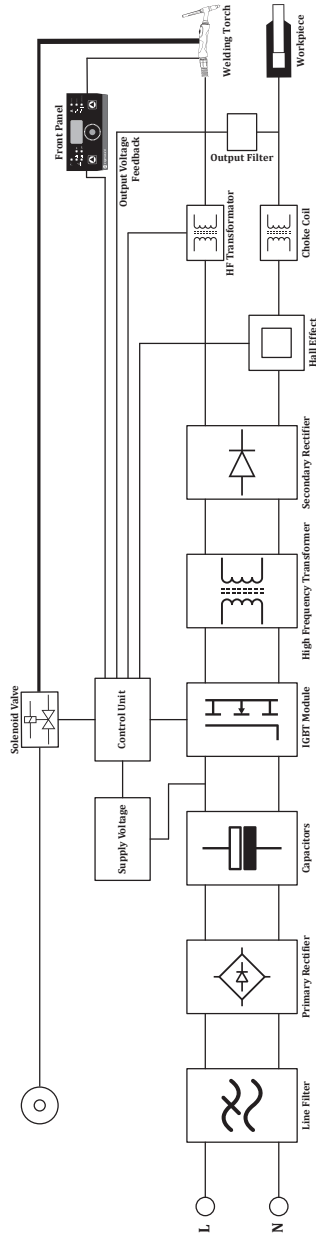 Solenoid Valve
Front Panel
Welding Torch
Workpiece
Output Voltage
Feedback
Output Filter
HF Transformator
Choke Coil
Hall Effect
Secondary Rectifier
High Frequency Transformer
Control Unit
IGBT Module
Supply Voltage
Capacitors
Primary Rectifier
Line Filter
L
N